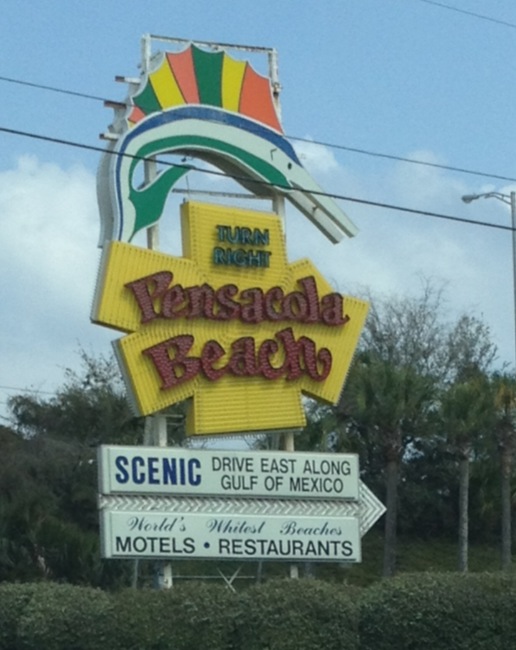 TURN
RIGHT
Pensacola
Beach
SCENIC DRIVE EAST ALONG
GULF OF MEXICO
World's Whitest Beaches
MOTELS • RESTAURANTS